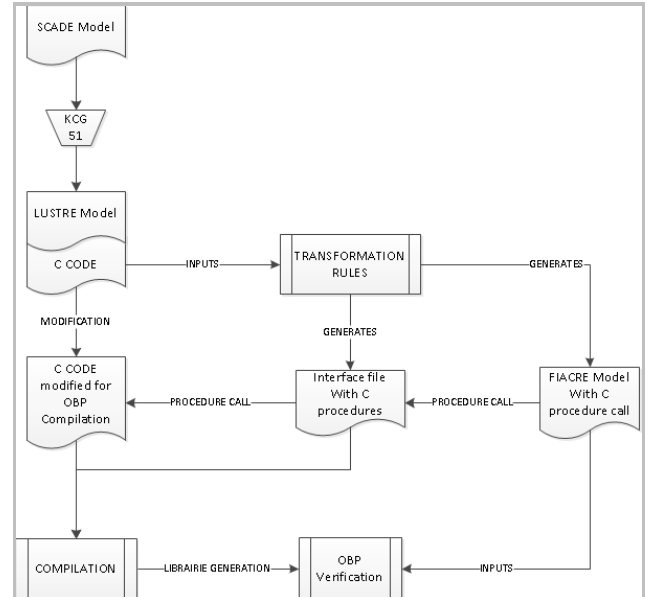 SCADE Model
KCG
51
LUSTRE Model
C CODE
INPUTS
TRANSFORMATION
RULES
GENERATES
MODIFICATION
GENERATES
C CODE
modified for
OBP
Compilation
PROCEDURE CALL
Interface file
With C
procedures
PROCEDURE CALL
FIACRE Model
With C
procedure call
COMPILATION
LIBRAIRIE GENERATION
OBP
Verification
INPUTS